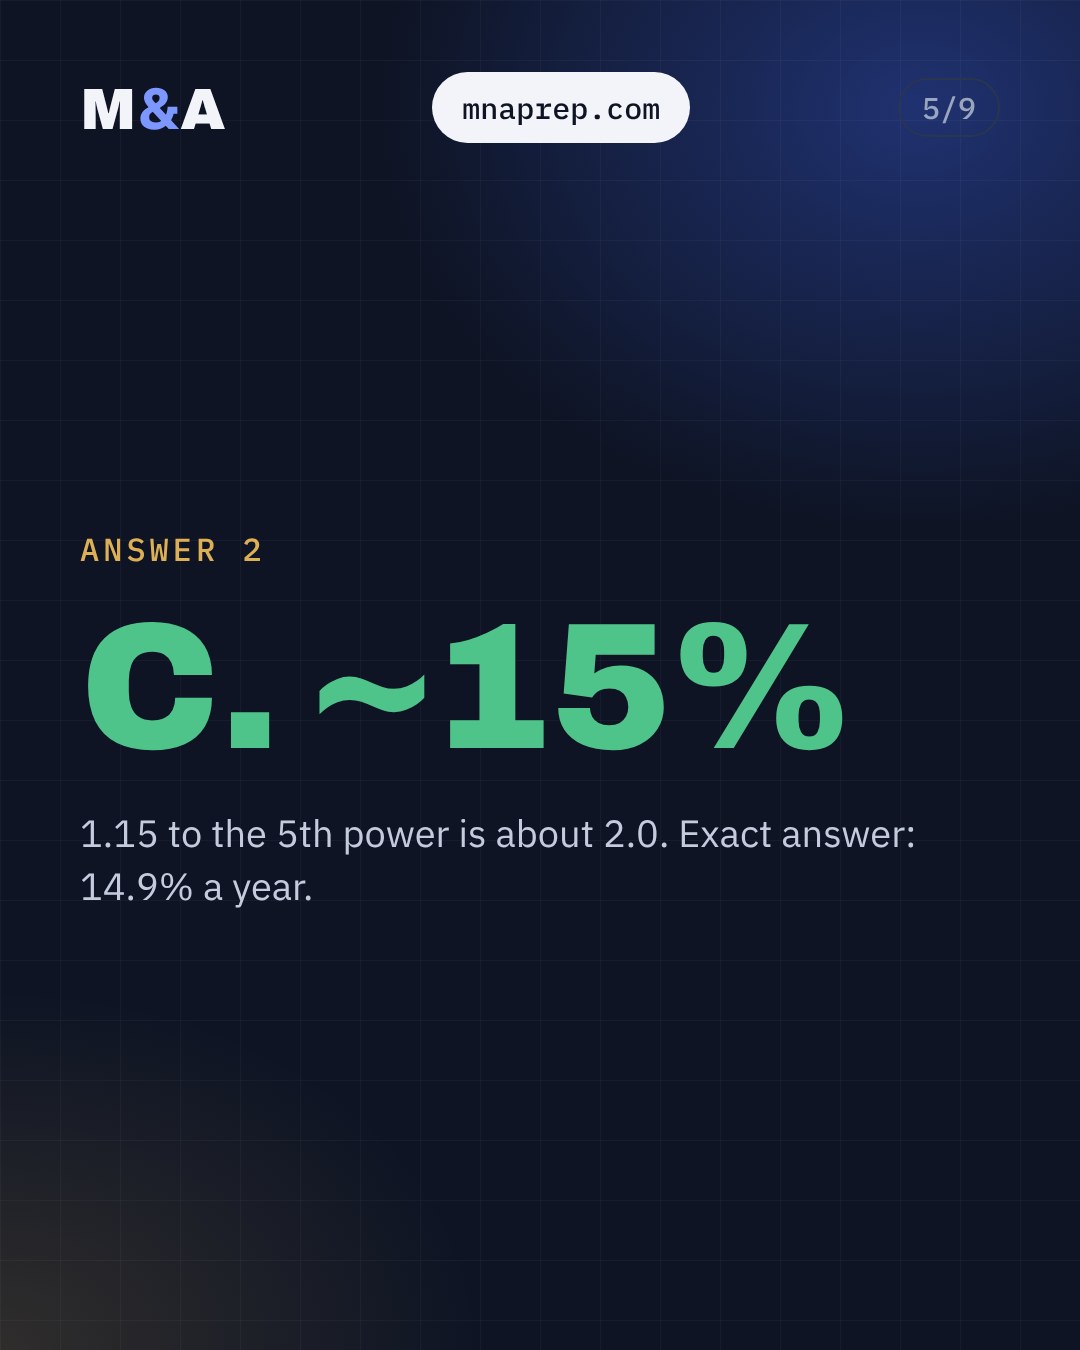 M&A
mnaprep.com
5/9
ANSWER 2
C. ~15%
1.15 to the 5th power is about 2.0. Exact answer:
14.9% a year.